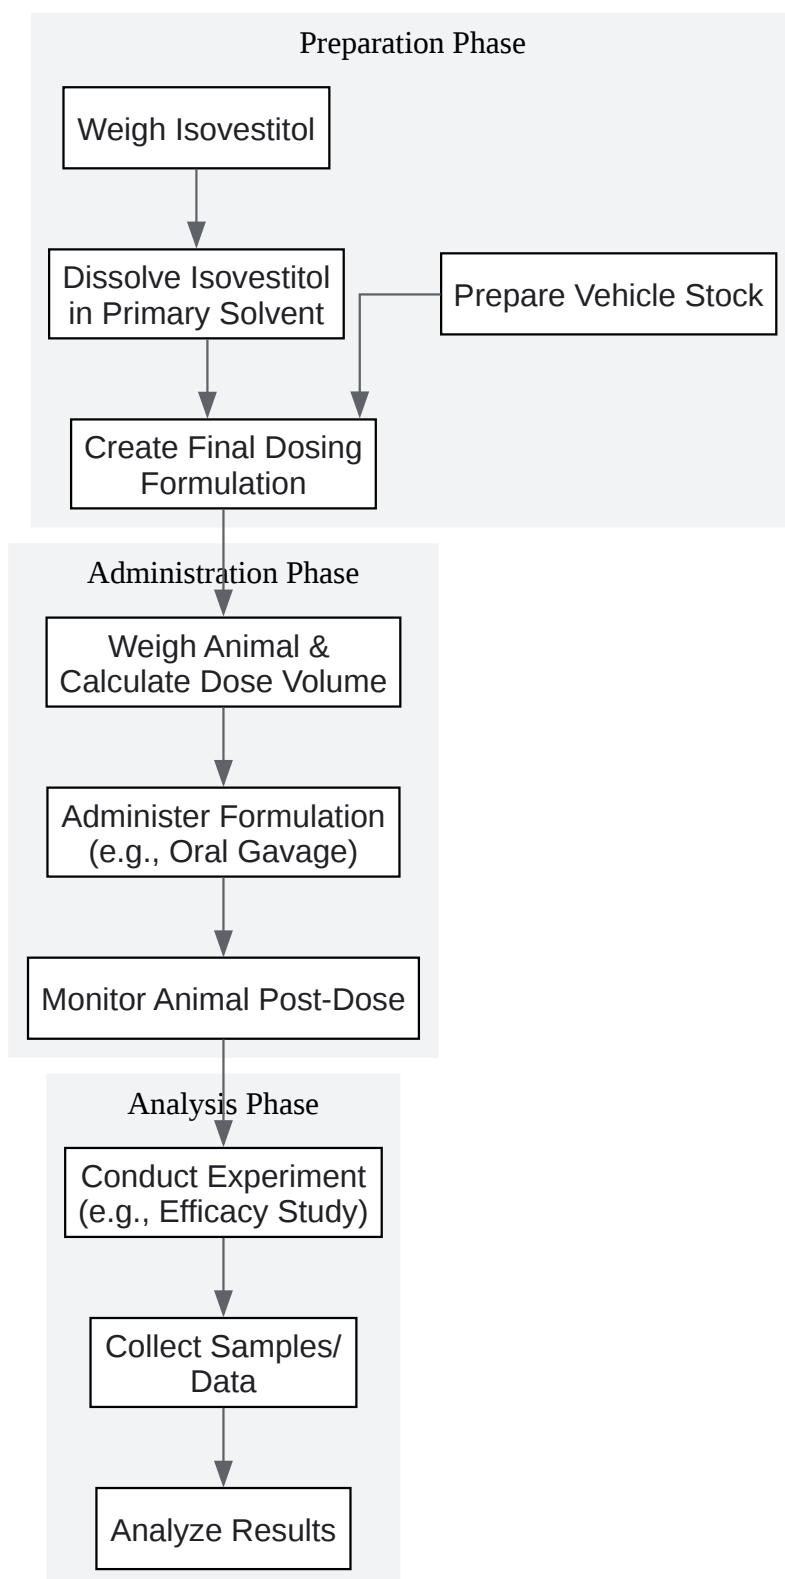 Preparation Phase
Weigh Isovestitol
Dissolve Isovestitol
in Primary Solvent
Prepare Vehicle Stock
Create Final Dosing
Formulation
Administration Phase
Weigh Animal &
Calculate Dose Volume
Administer Formulation
(e.g., Oral Gavage)
Monitor Animal Post-Dose
Analysis Phase
Conduct Experiment
(e.g., Efficacy Study)
Collect Samples/
Data
Analyze Results